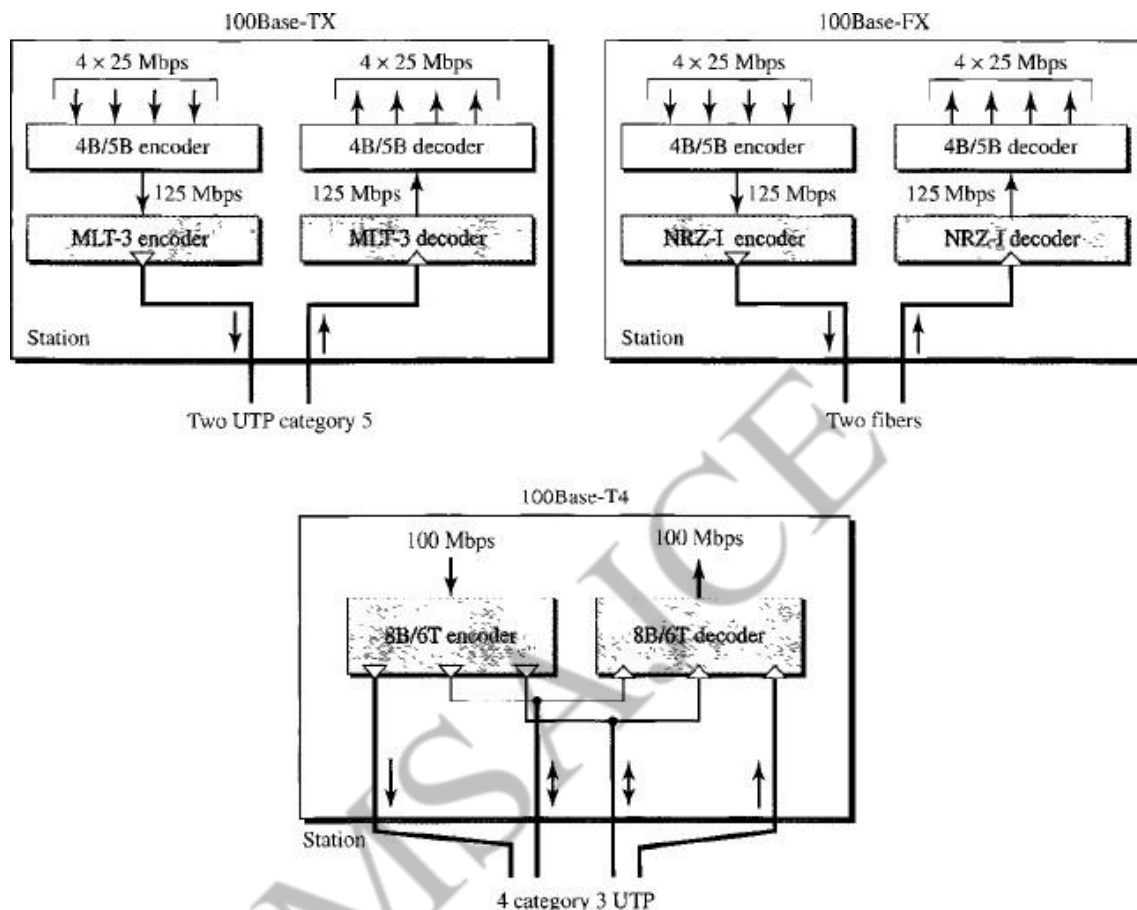 100Base-TX
4 × 25 Mbps
4 × 25 Mbps
4B/5B encoder
4B/5B decoder
125 Mbps
125 Mbps
MLT-3 encoder
MLT-3 decoder
Station
Two UTP category 5
100Base-FX
4 × 25 Mbps
4 × 25 Mbps
4B/5B encoder
4B/5B decoder
125 Mbps
125 Mbps
NRZ-I encoder
NRZ-I decoder
Station
Two fibers
100Base-T4
100 Mbps
100 Mbps
8B/6T encoder
8B/6T decoder
Station
4 category 3 UTP
MSAJCE